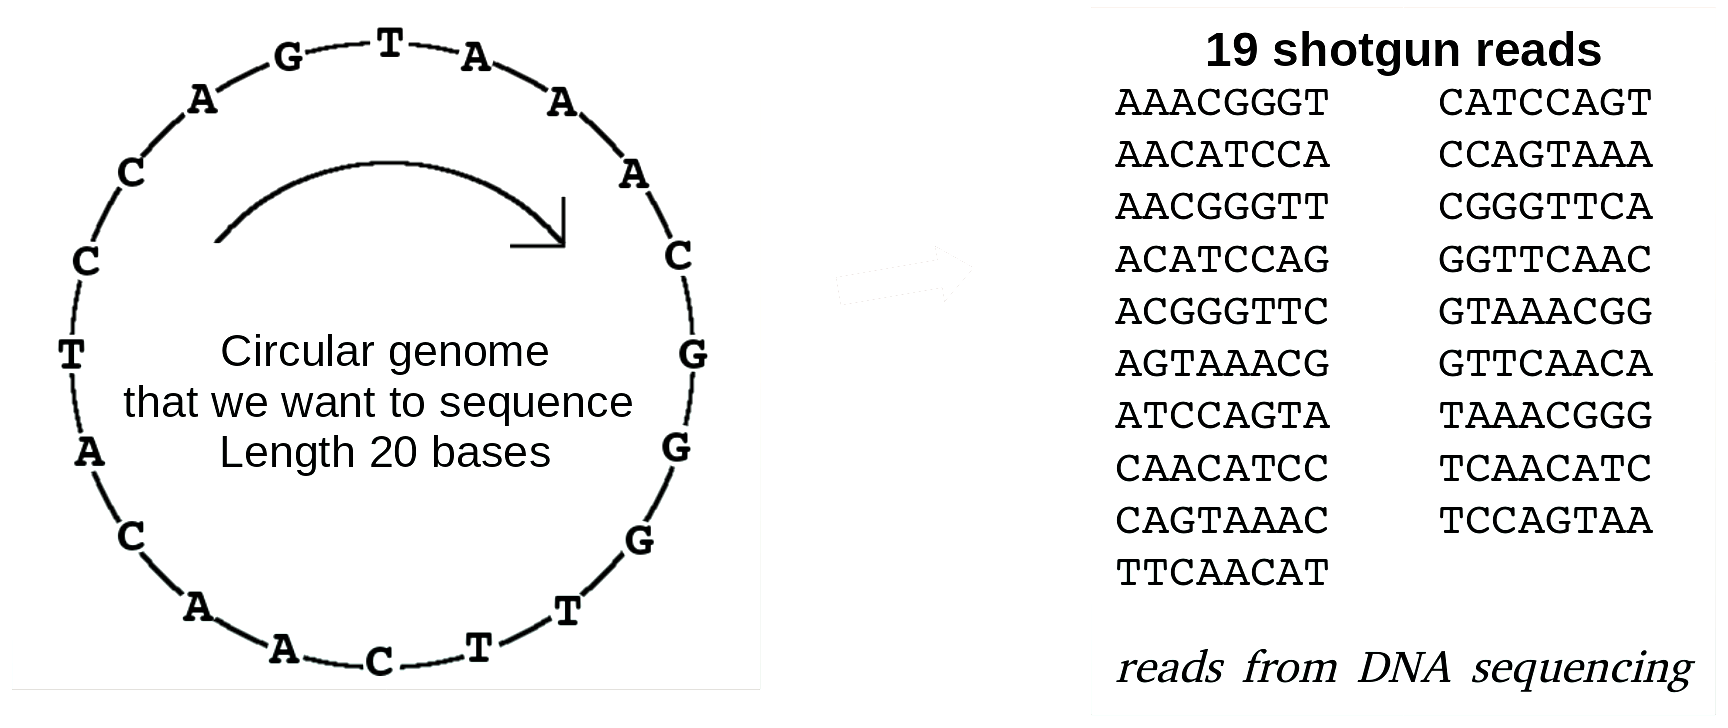 G T A A A C G G G T T C A A C A T C C A
Circular genome
that we want to sequence
Length 20 bases
19 shotgun reads
AAACGGGT CATCCAGT
AACATCCA CCAGTAAA
AACGGGTT CGGGTTCA
ACATCCAG GGTTCAAC
ACGGGTTC GTAAACGG
AGTAAACG GTTCAACA
ATCCAGTA TAAACGGG
CAACATCC TCAACATC
CAGTAAAC TCCAGTAA
TTCAACAT
reads from DNA sequencing